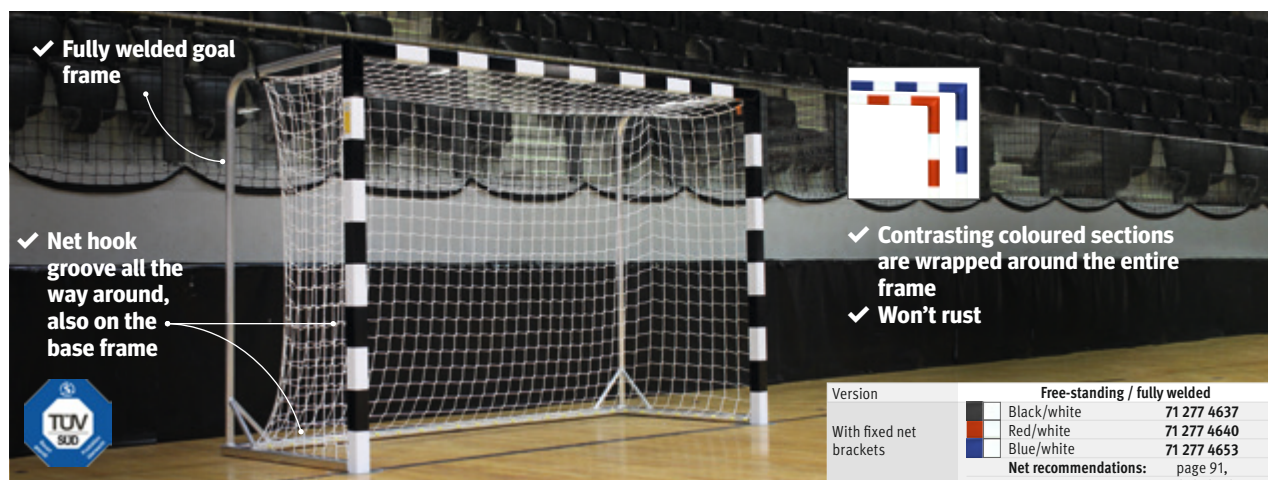 ✓ Fully welded goal
frame
✓ Net hook
groove all the
way around,
also on the
base frame
TÜV
SÜD
✓ Contrasting coloured sections
are wrapped around the entire
frame
✓ Won’t rust
Version Free-standing / fully welded
With fixed net
brackets
Black/white 71 277 4637
Red/white 71 277 4640
Blue/white 71 277 4653
Net recommendations: page 91,